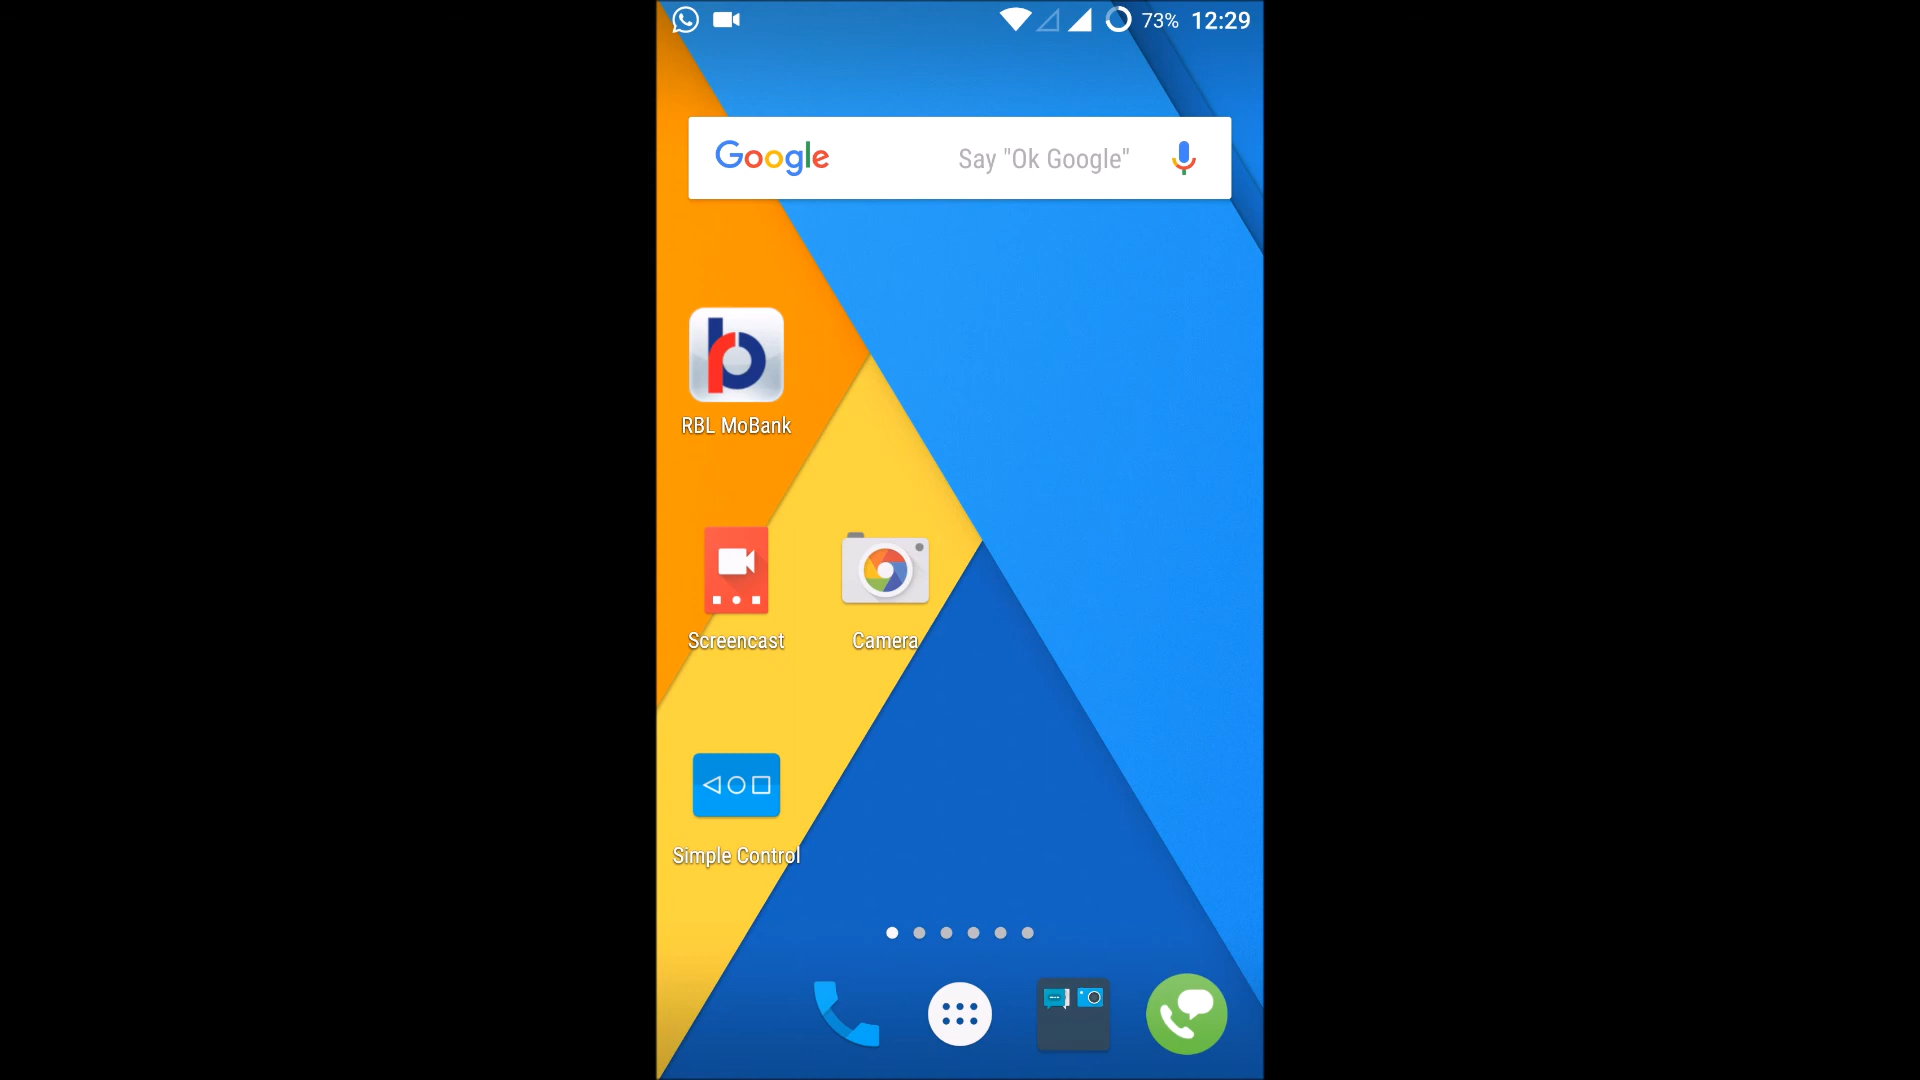 73% 12:29
Google Say "Ok Google"
RBL MoBank
Screencast Camera
Simple Control